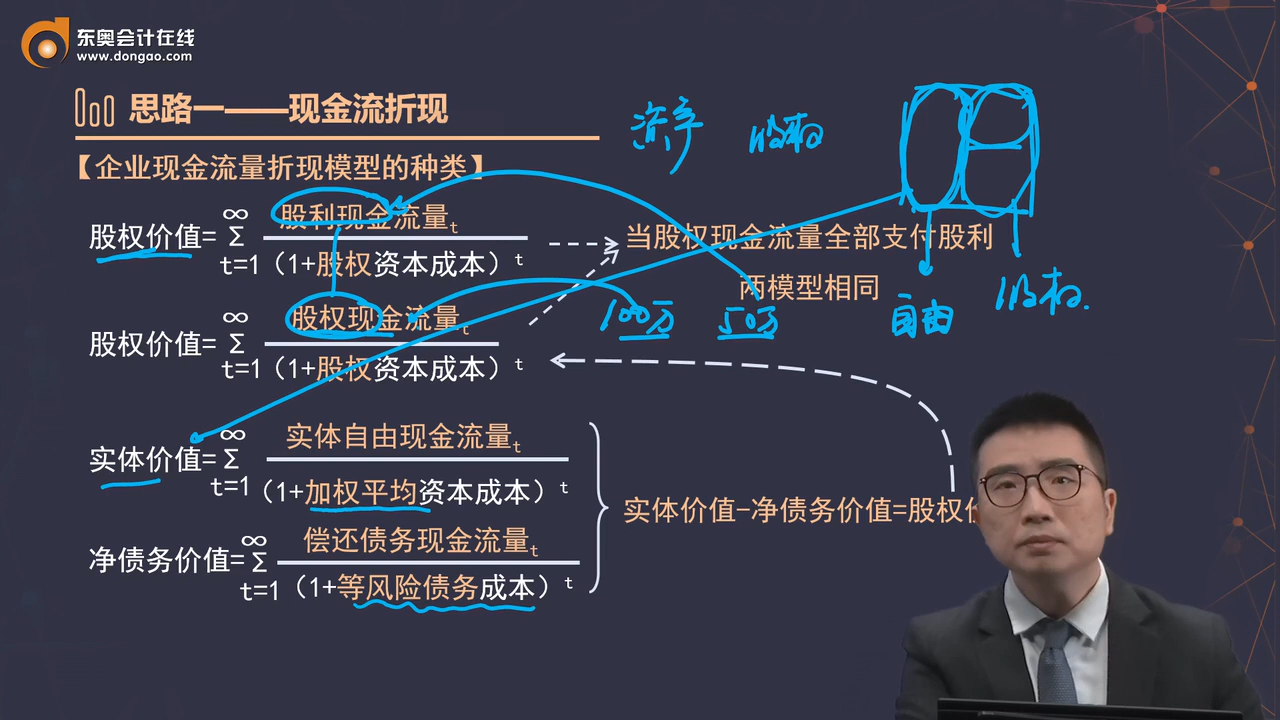 东奥会计在线
www.dongao.com
思路一——现金流折现
【企业现金流量折现模型的种类】
股权价值=∞Σt=1 股利现金流量t/(1+股权资本成本)t
当股权现金流量全部支付股利
两模型相同
股权价值=∞Σt=1 股权现金流量t/(1+股权资本成本)t
100万 50万
自由 股权
实体价值=∞Σt=1 实体自由现金流量t/(1+加权平均资本成本)t
实体价值-净债务价值=股权
净债务价值=∞Σt=1 偿还债务现金流量t/(1+等风险债务成本)t
股权